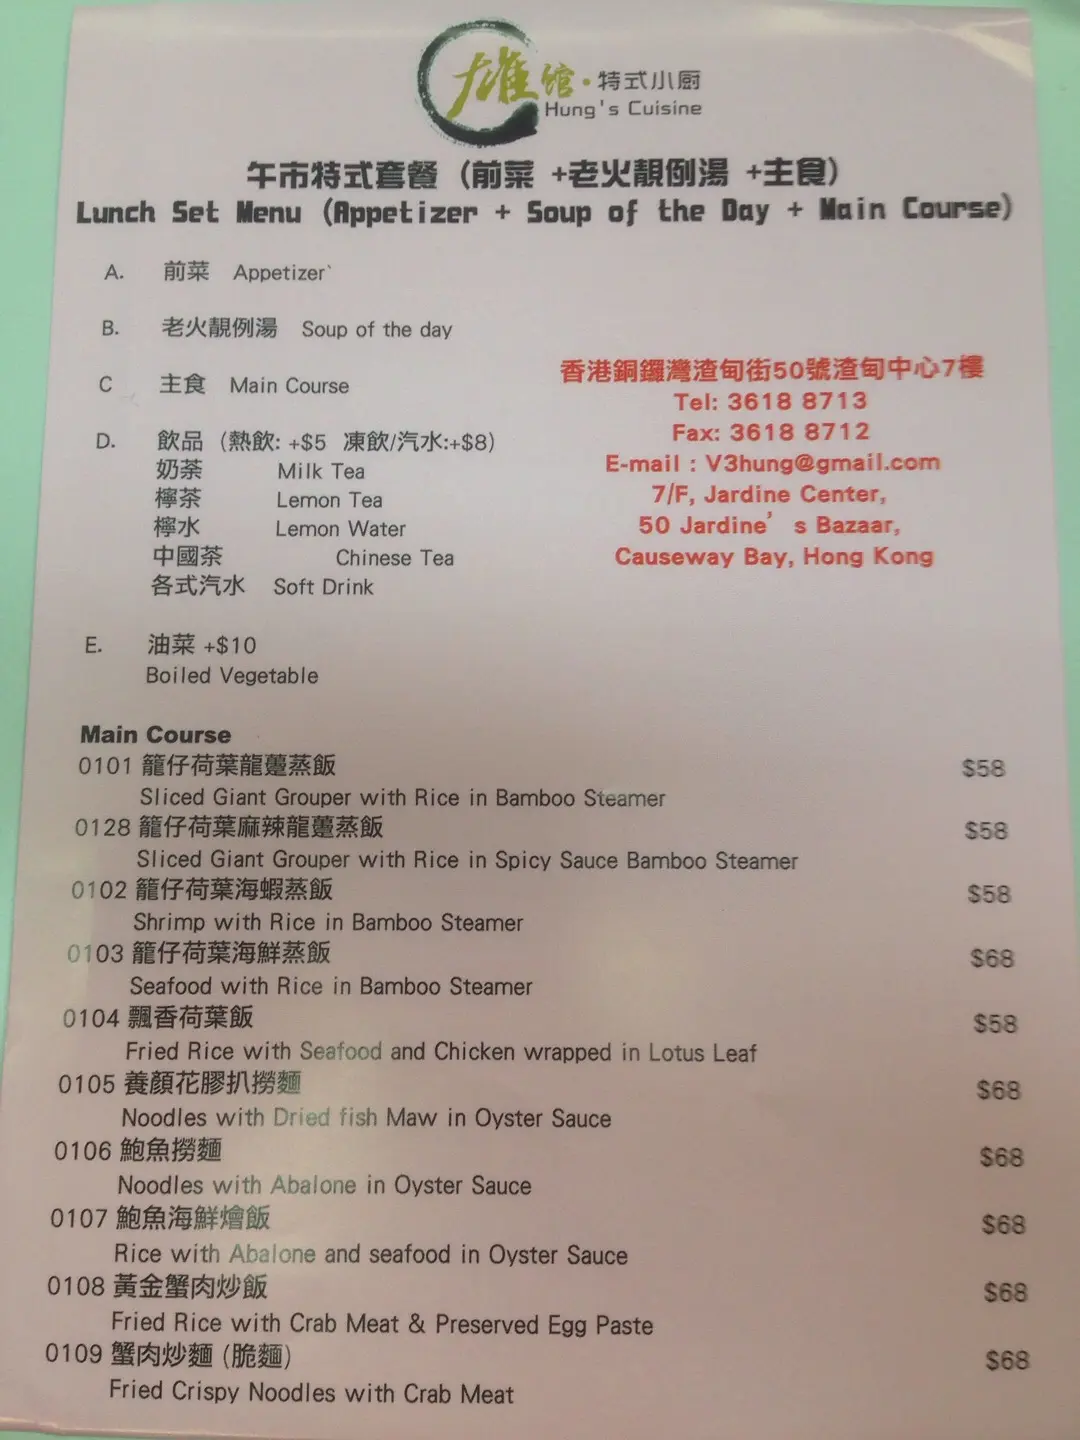 雄館·特式小厨
Hung's Cuisine
午市特式套餐 (前菜 +老火靚例湯 +主食)
Lunch Set Menu (Appetizer + Soup of the Day + Main Course)
A. 前菜 Appetizer`
B. 老火靚例湯 Soup of the day
C 主食 Main Course
D. 飲品 (熱飲: +$5 凍飲/汽水:+$8)
奶茶 Milk Tea
檸茶 Lemon Tea
檸水 Lemon Water
中國茶 Chinese Tea
各式汽水 Soft Drink
E. 油菜 +$10
Boiled Vegetable
香港銅鑼灣渣甸街50號渣甸中心7樓
Tel: 3618 8713
Fax: 3618 8712
E-mail : V3hung@gmail.com
7/F, Jardine Center,
50 Jardine’s Bazaar,
Causeway Bay, Hong Kong
Main Course
0101 籠仔荷葉龍躉蒸飯 $58
Sliced Giant Grouper with Rice in Bamboo Steamer
0128 籠仔荷葉麻辣龍躉蒸飯 $58
Sliced Giant Grouper with Rice in Spicy Sauce Bamboo Steamer
0102 籠仔荷葉海蝦蒸飯 $58
Shrimp with Rice in Bamboo Steamer
0103 籠仔荷葉海鮮蒸飯 $68
Seafood with Rice in Bamboo Steamer
0104 飄香荷葉飯 $58
Fried Rice with Seafood and Chicken wrapped in Lotus Leaf
0105 養顏花膠扒撈麵 $68
Noodles with Dried fish Maw in Oyster Sauce
0106 鮑魚撈麵 $68
Noodles with Abalone in Oyster Sauce
0107 鮑魚海鮮燴飯 $68
Rice with Abalone and seafood in Oyster Sauce
0108 黃金蟹肉炒飯 $68
Fried Rice with Crab Meat & Preserved Egg Paste
0109 蟹肉炒麵 (脆麵) $68
Fried Crispy Noodles with Crab Meat